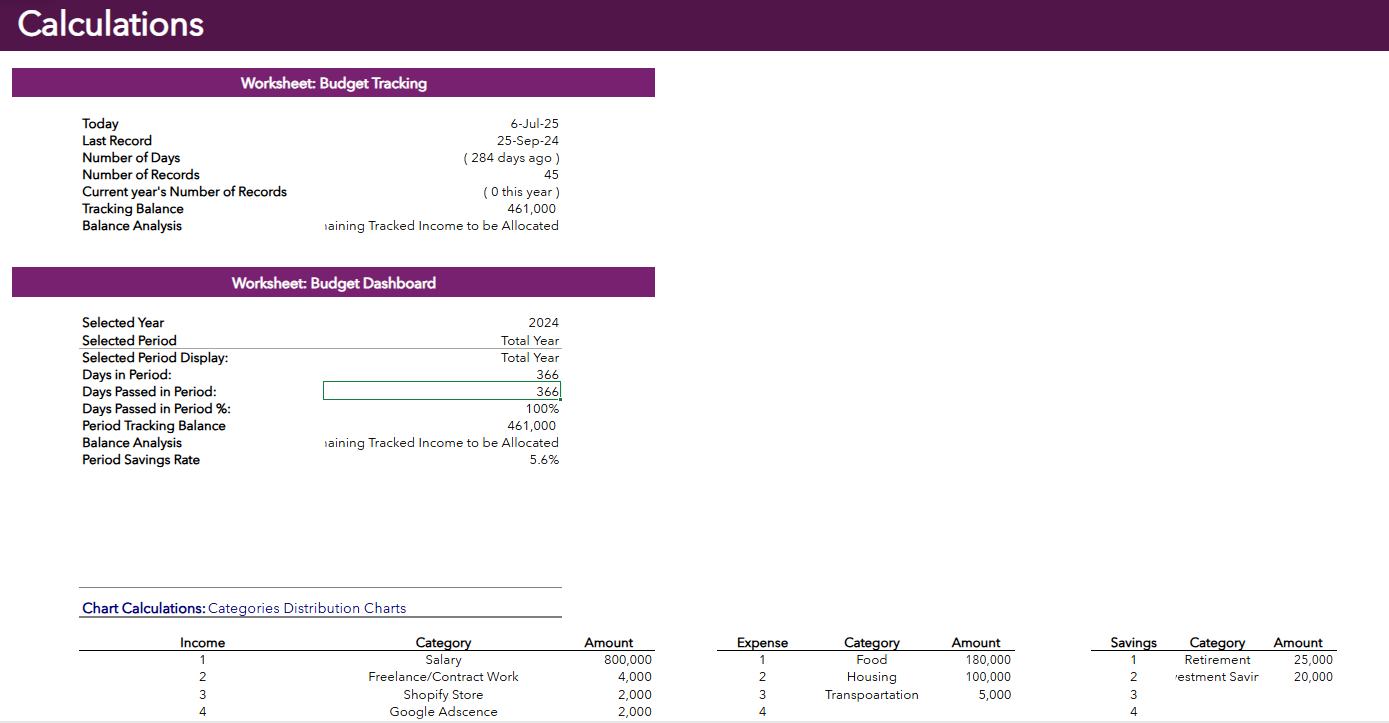 Calculations
Worksheet: Budget Tracking
Today 6-Jul-25
Last Record 25-Sep-24
Number of Days ( 284 days ago )
Number of Records 45
Current year's Number of Records ( 0 this year )
Tracking Balance 461,000
Balance Analysis Tracked Income to be Allocated
Worksheet: Budget Dashboard
Selected Year 2024
Selected Period Total Year
Selected Period Display: Total Year
Days in Period: 366
Days Passed in Period: 366
Days Passed in Period %: 100%
Period Tracking Balance 461,000
Balance Analysis Tracked Income to be Allocated
Period Savings Rate 5.6%
Chart Calculations: Categories Distribution Charts
Income Category Amount Expense Category Amount Savings Category Amount
1 Salary 800,000 1 Food 180,000 1 Retirement 25,000
2 Freelance/Contract Work 4,000 2 Housing 100,000 2 20,000
3 Shopify Store 2,000 3 Transpoartation 5,000 3
4 Google Adscence 2,000 4 4